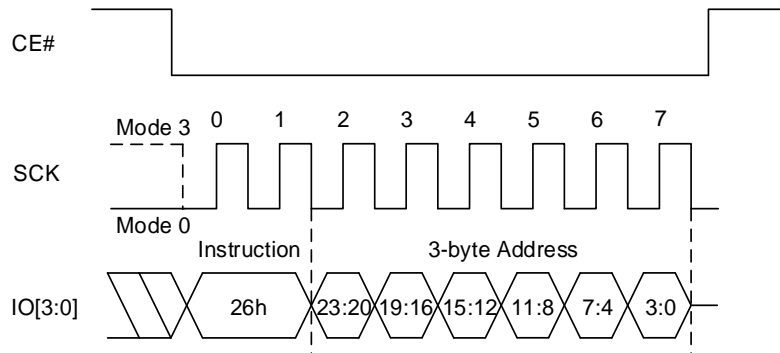 CE#
Mode 3
0 1 2 3 4 5 6 7
SCK
Mode 0
Instruction 3-byte Address
IO[3:0] 26h 23:20 19:16 15:12 11:8 7:4 3:0